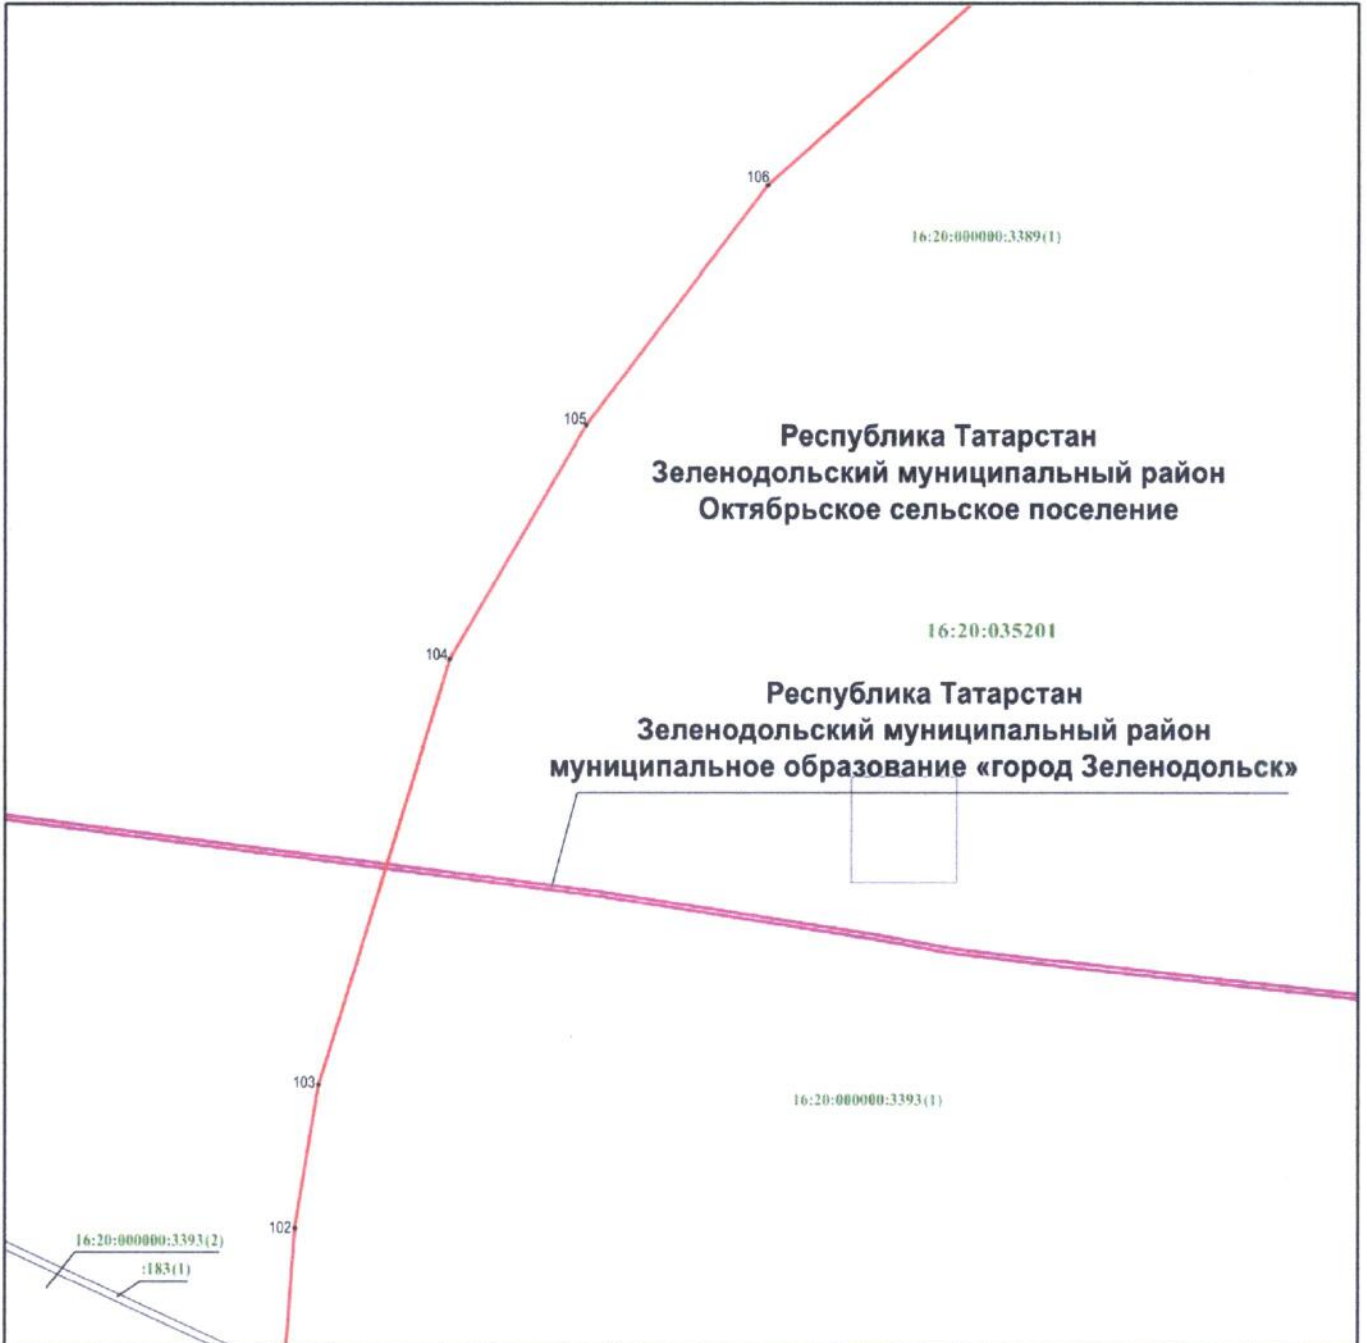 106
16:20:000000:3389(1)
105
Республика Татарстан
Зеленодольский муниципальный район
Октябрьское сельское поселение
16:20:035201
104
Республика Татарстан
Зеленодольский муниципальный район
муниципальное образование «город Зеленодольск»
103
16:20:000000:3393(1)
102
16:20:000000:3393(2)
:183(1)